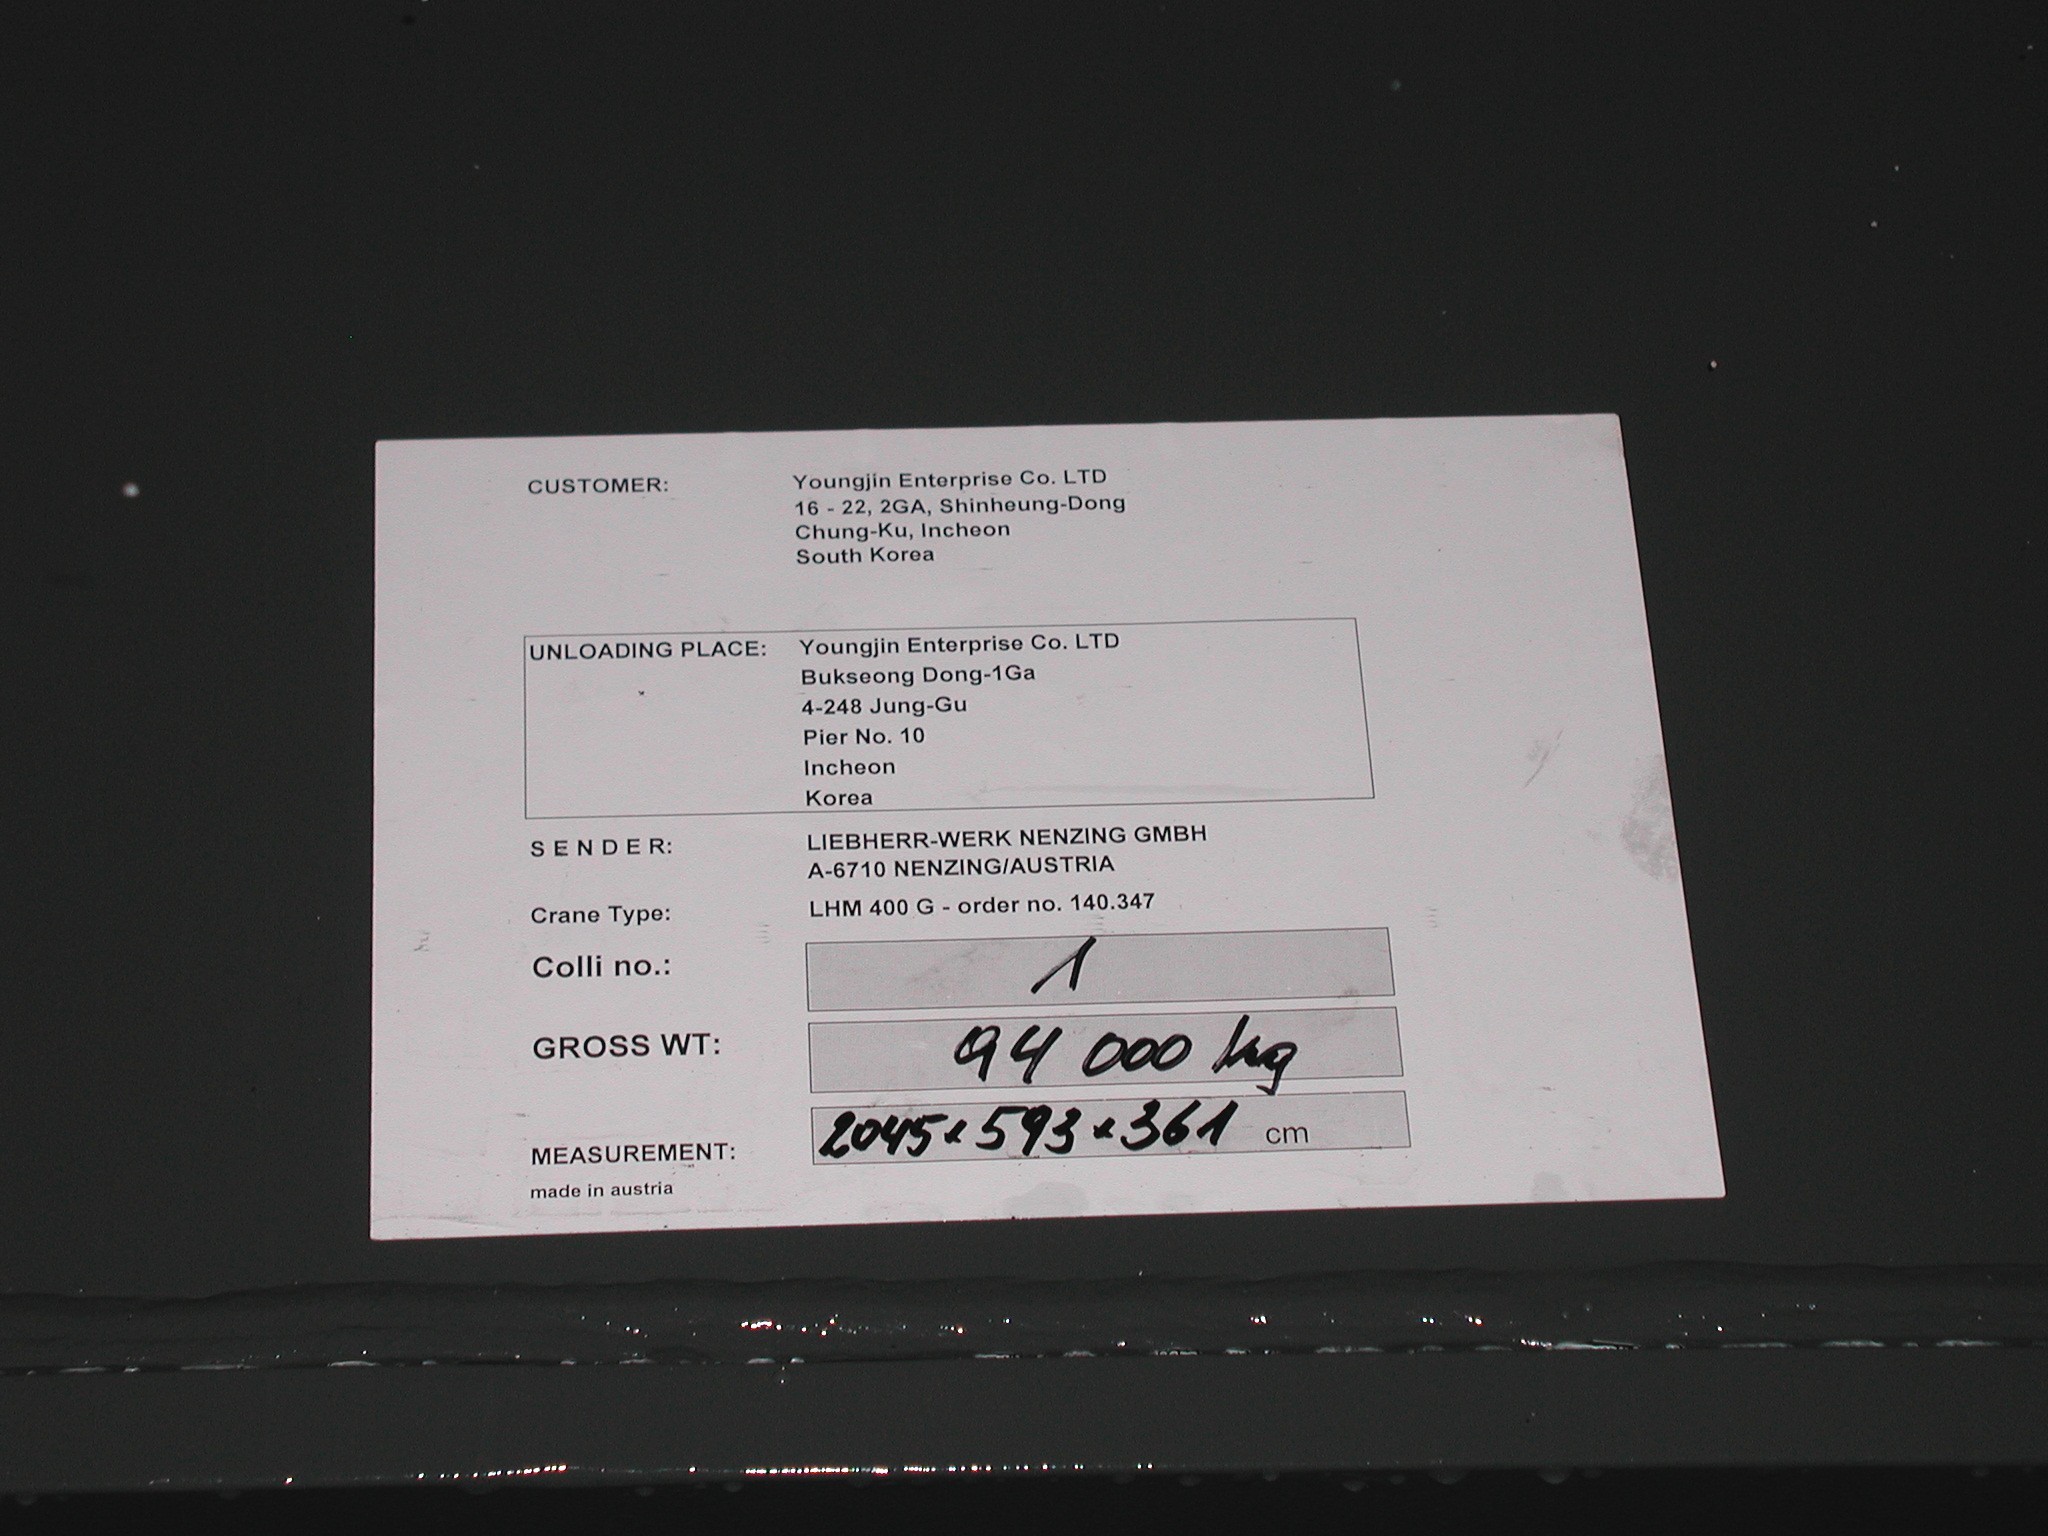 CUSTOMER: Youngjin Enterprise Co. LTD
16 - 22, 2GA, Shinheung-Dong
Chung-Ku, Incheon
South Korea
UNLOADING PLACE: Youngjin Enterprise Co. LTD
Bukseong Dong-1Ga
4-248 Jung-Gu
Pier No. 10
Incheon
Korea
S E N D E R: LIEBHERR-WERK NENZING GMBH
A-6710 NENZING/AUSTRIA
Crane Type: LHM 400 G - order no. 140.347
Colli no.: 1
GROSS WT: 94 000 kg
MEASUREMENT: 2045 x 593 x 361 cm
made in austria